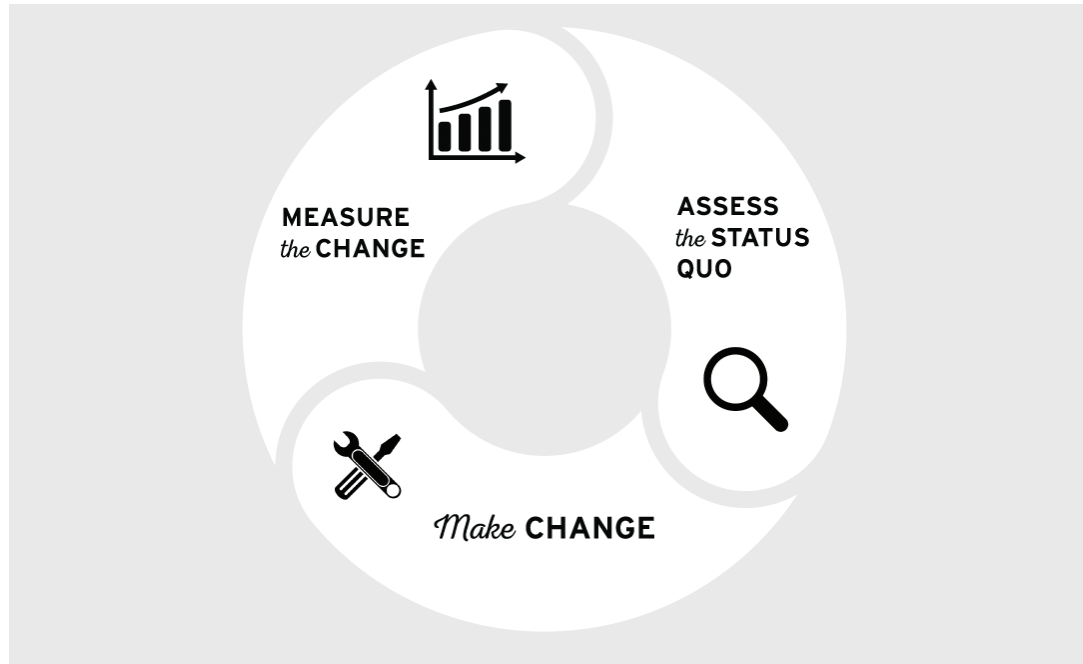 MEASURE
the CHANGE
ASSESS
the STATUS
QUO
Make CHANGE